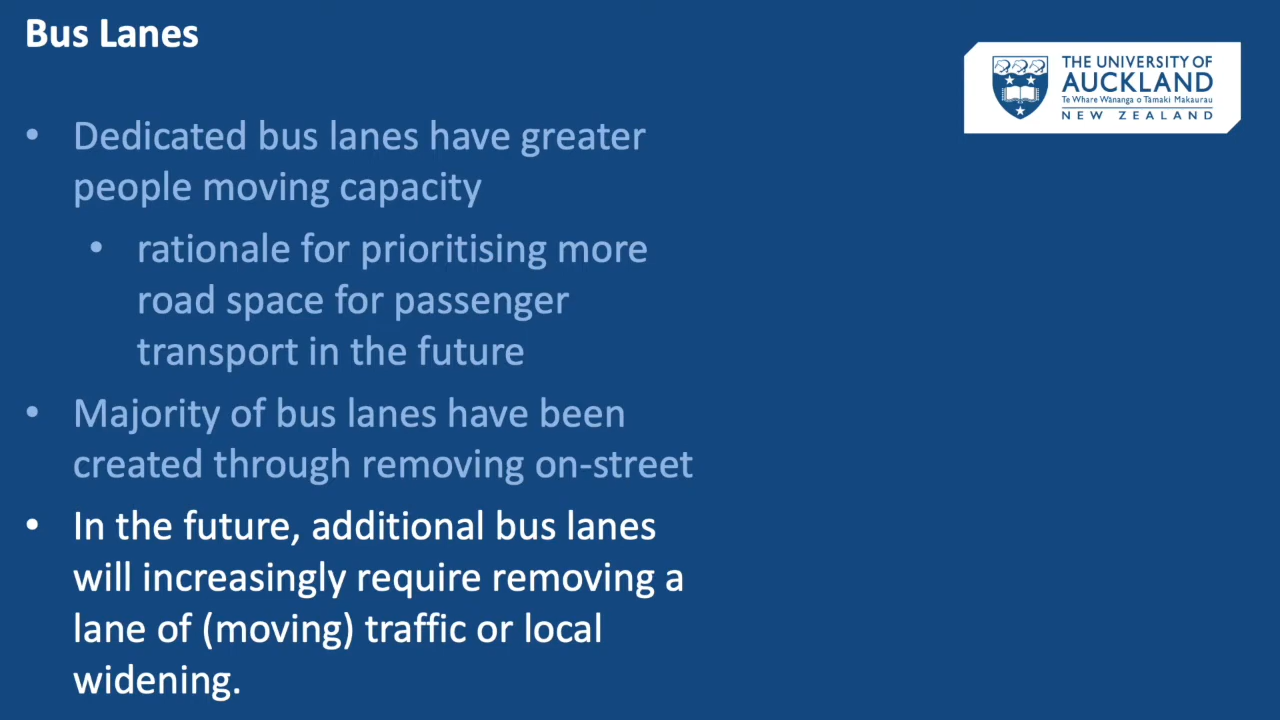 Bus Lanes
THE UNIVERSITY OF
AUCKLAND
Te Whare Wānanga o Tāmaki Makaurau
NEW ZEALAND
• Dedicated bus lanes have greater
people moving capacity
• rationale for prioritising more
road space for passenger
transport in the future
• Majority of bus lanes have been
created through removing on-street
• In the future, additional bus lanes
will increasingly require removing a
lane of (moving) traffic or local
widening.